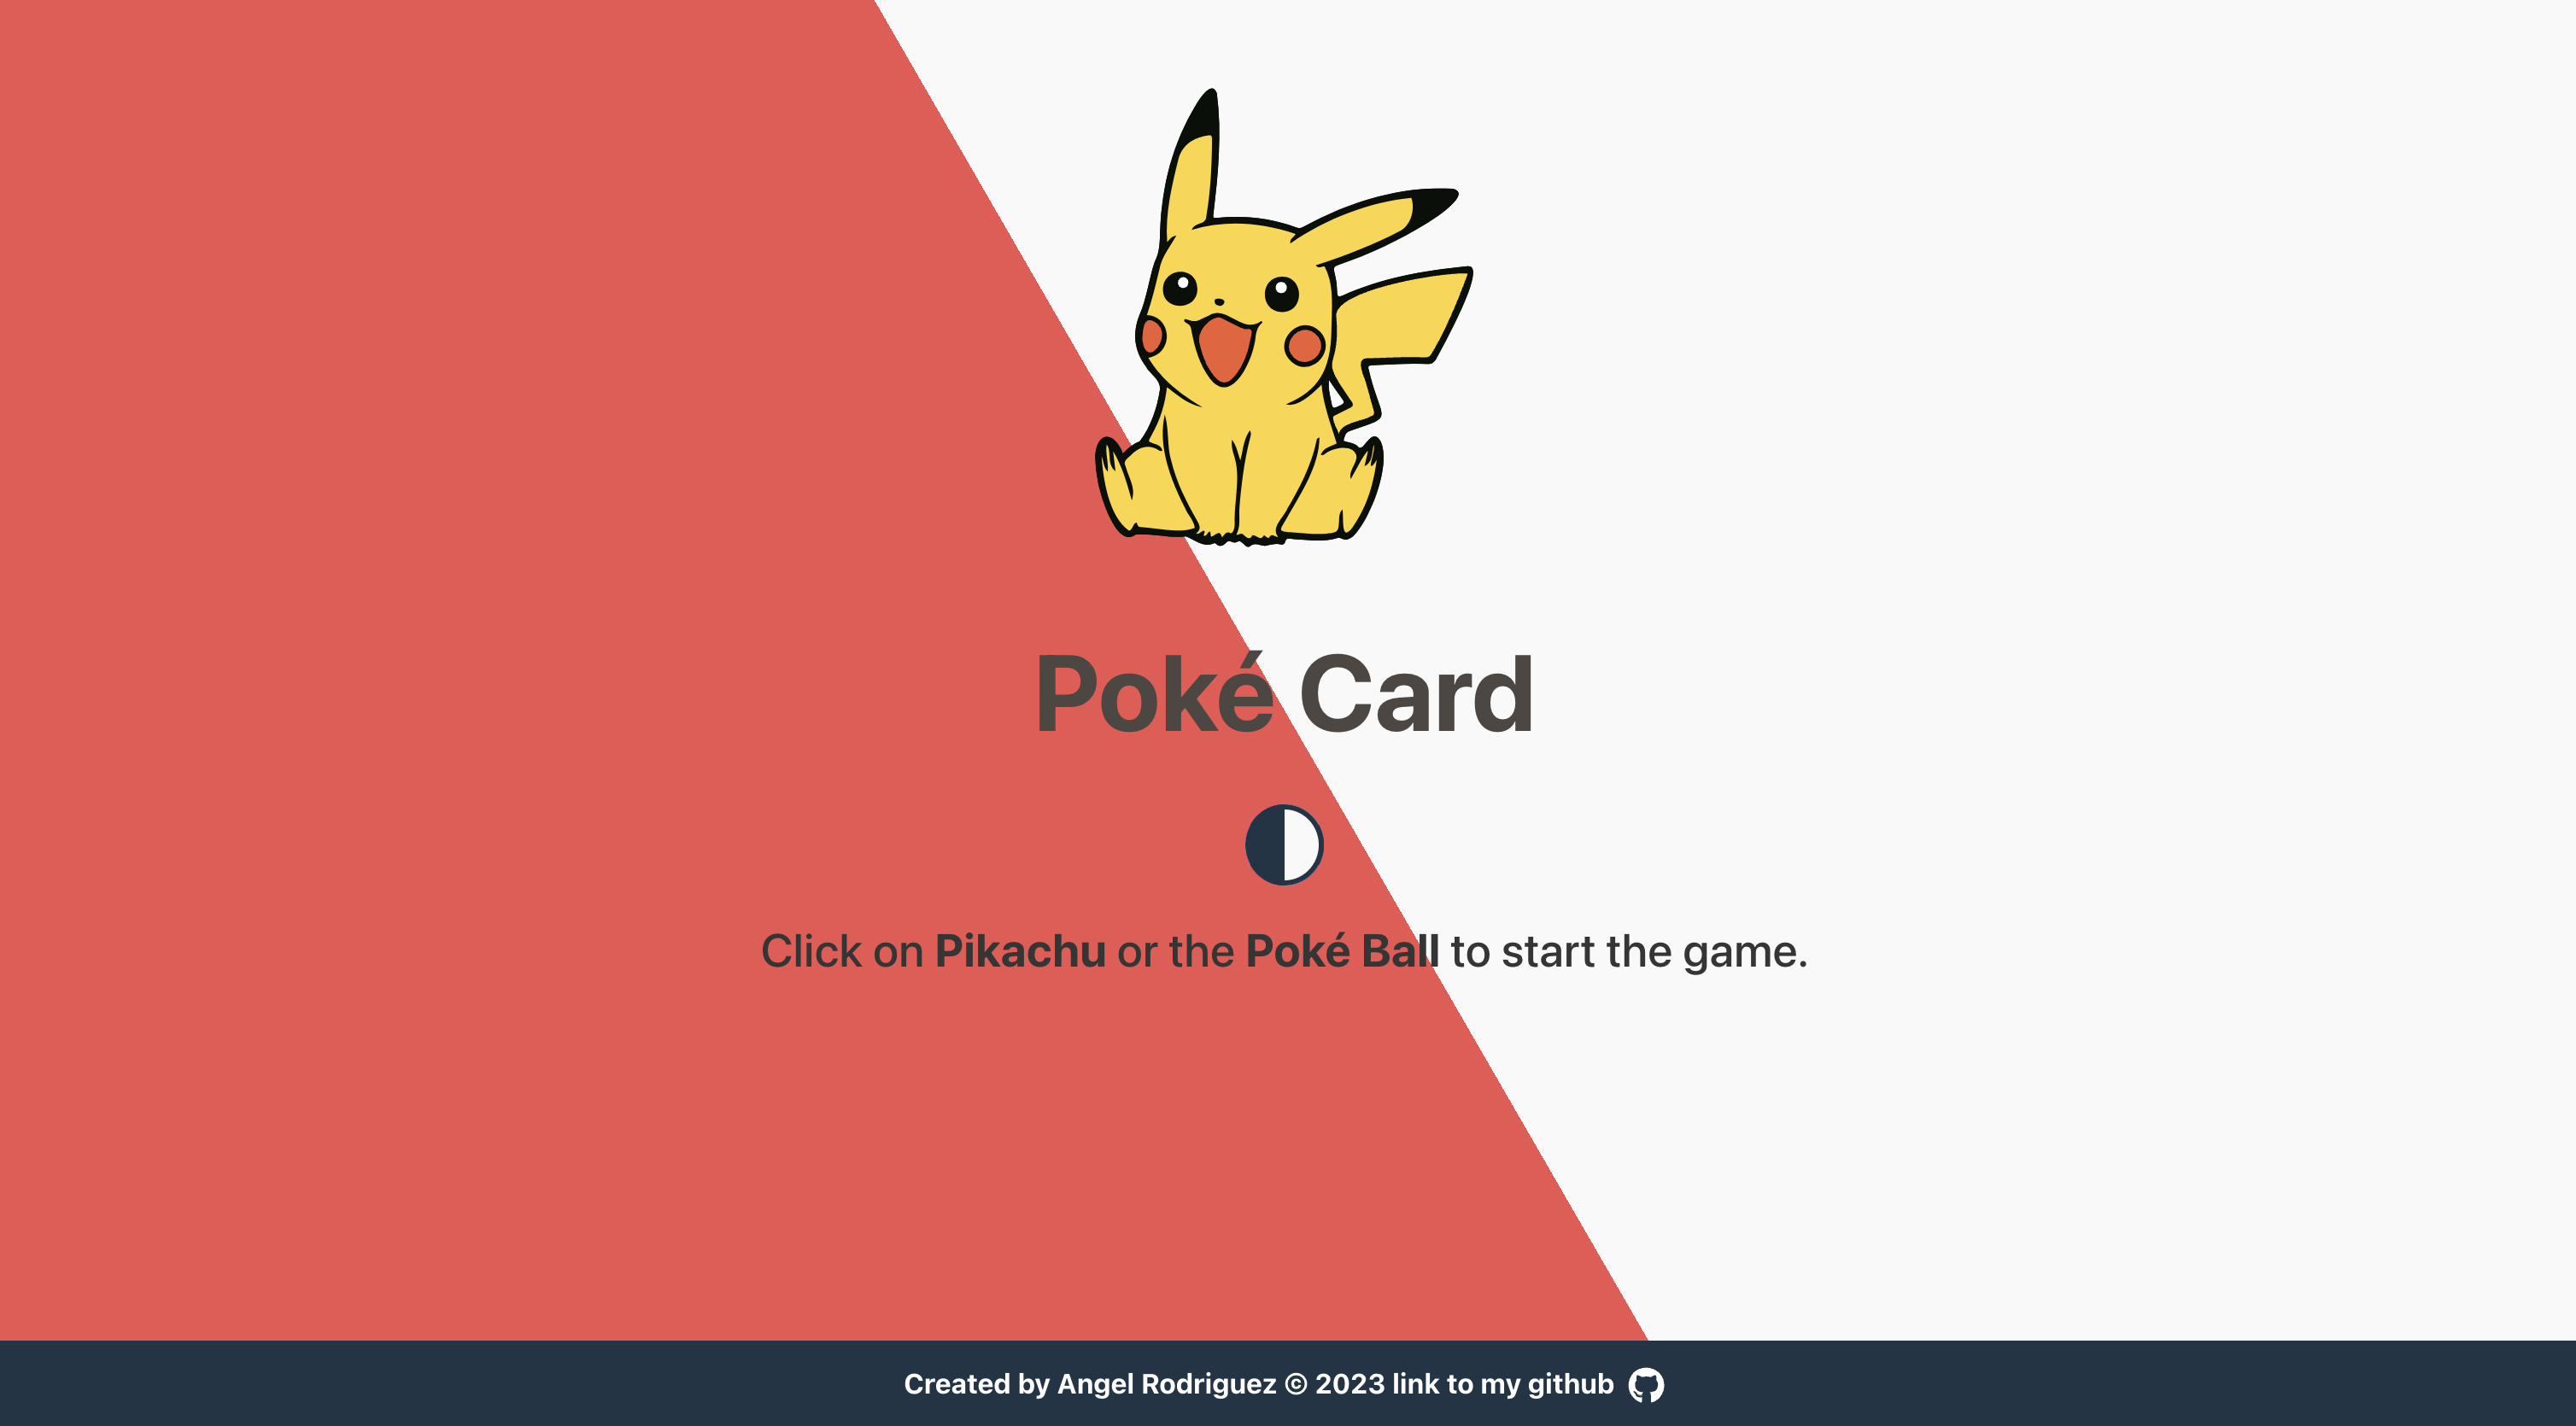 Poké Card
Click on Pikachu or the Poké Ball to start the game.
Created by Angel Rodriguez © 2023 link to my github